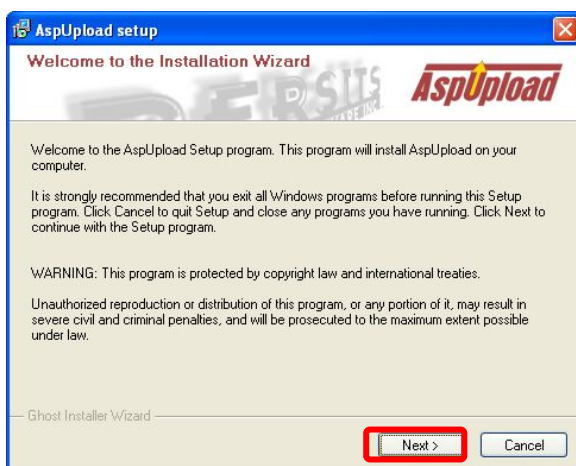 AspUpload setup
Welcome to the Installation Wizard
PERSITS
SOFTWARE INC.
AspUpload
Welcome to the AspUpload Setup program. This program will install AspUpload on your
computer.
It is strongly recommended that you exit all Windows programs before running this Setup
program. Click Cancel to quit Setup and close any programs you have running. Click Next to
continue with the Setup program.
WARNING: This program is protected by copyright law and international treaties.
Unauthorized reproduction or distribution of this program, or any portion of it, may result in
severe civil and criminal penalties, and will be prosecuted to the maximum extent possible
under law.
Ghost Installer Wizard
Next >
Cancel